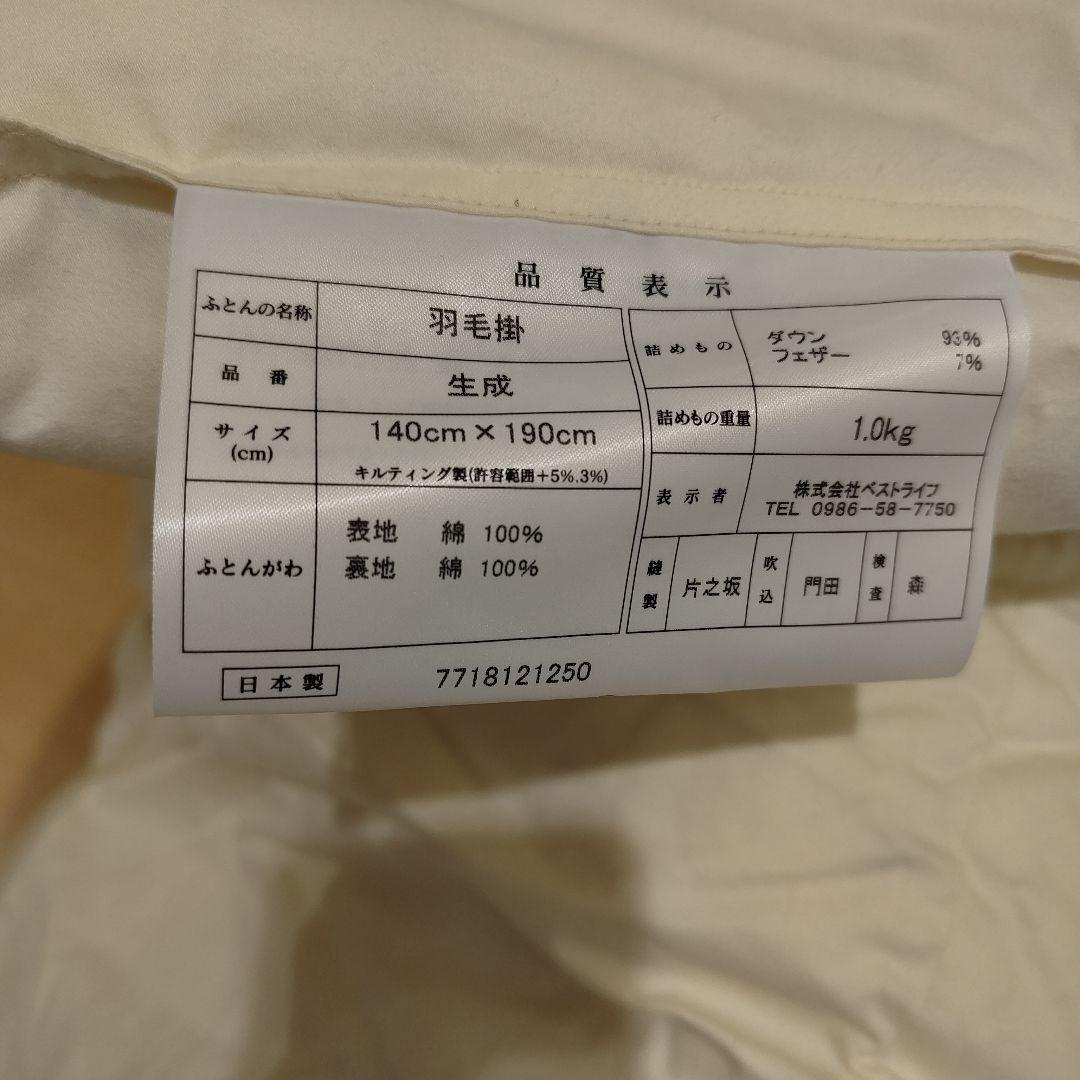 品質表示
ふとんの名称 羽毛掛
品番 生成
サイズ(cm) 140cm×190cm
キルティング製(許容範囲+5%.3%)
ふとんがわ 表地 綿 100%
裏地 綿 100%
詰めもの ダウン 93%
フェザー 7%
詰めもの重量 1.0kg
表示者 株式会社ベストライフ
TEL 0986-58-7750
縫製 片之坂 吹込 門田 検査 森
日本製 7718121250